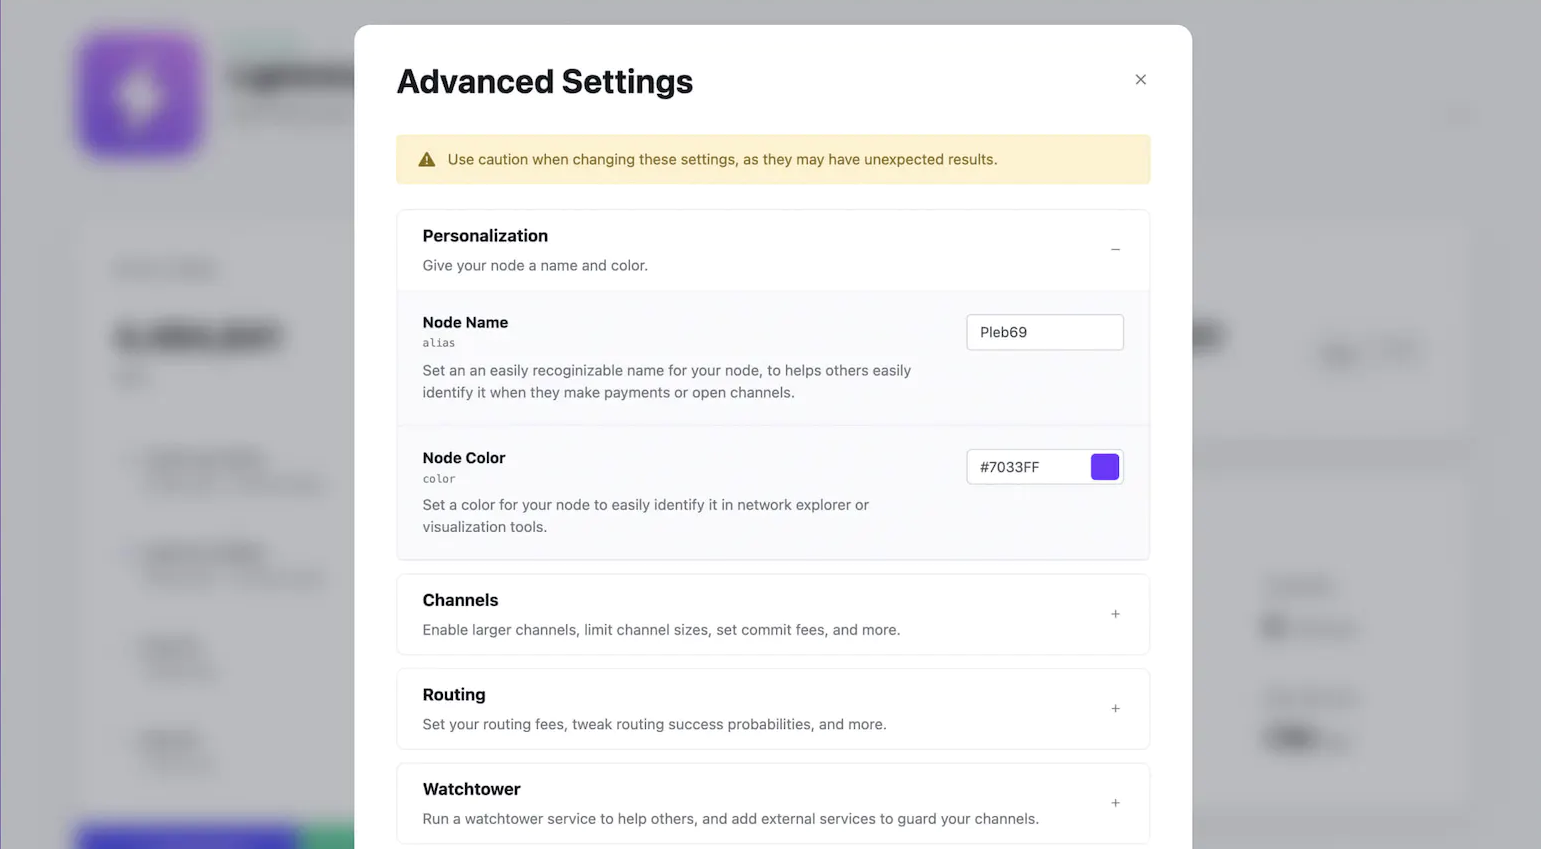 Advanced Settings
Use caution when changing these settings, as they may have unexpected results.
Personalization
Give your node a name and color.
Node Name
alias
Set an an easily recoginizable name for your node, to helps others easily
identify it when they make payments or open channels.
Pleb69
Node Color
color
Set a color for your node to easily identify it in network explorer or
visualization tools.
#7033FF
Channels
Enable larger channels, limit channel sizes, set commit fees, and more.
Routing
Set your routing fees, tweak routing success probabilities, and more.
Watchtower
Run a watchtower service to help others, and add external services to guard your channels.